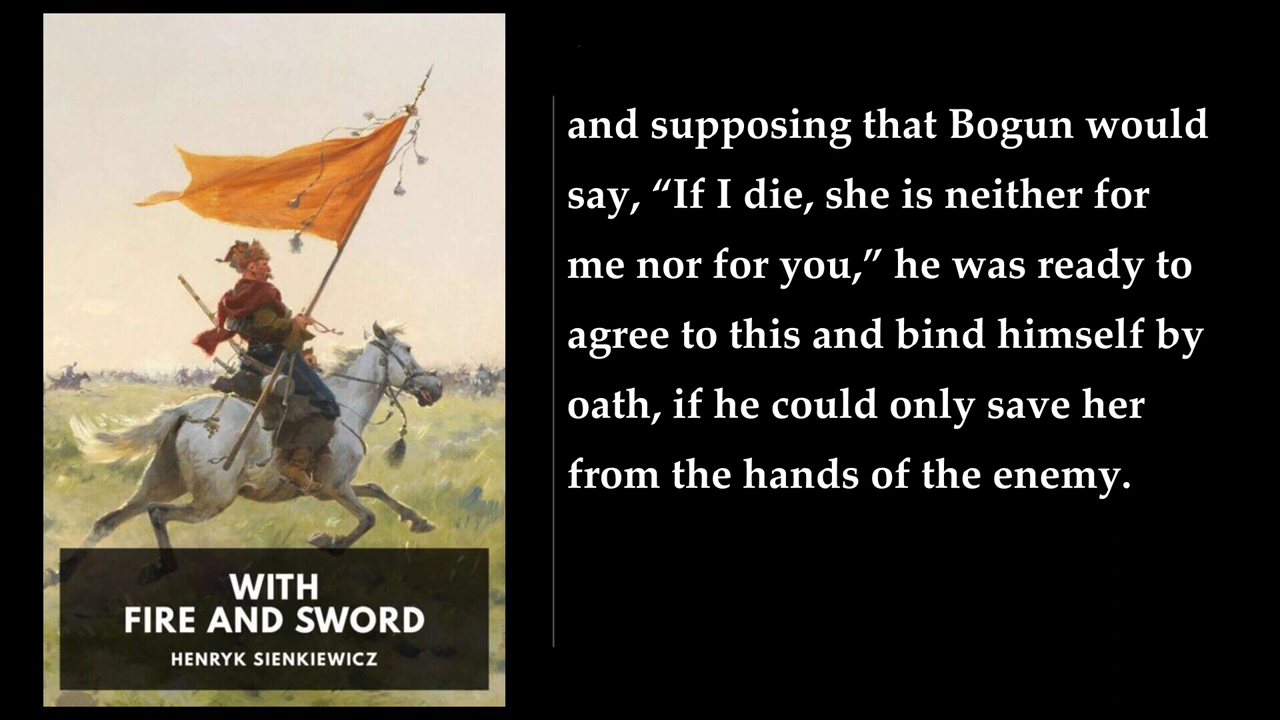 and supposing that Bogun would
say, “If I die, she is neither for
me nor for you,” he was ready to
agree to this and bind himself by
oath, if he could only save her
from the hands of the enemy.
WITH
FIRE AND SWORD
HENRYK SIENKIEWICZ